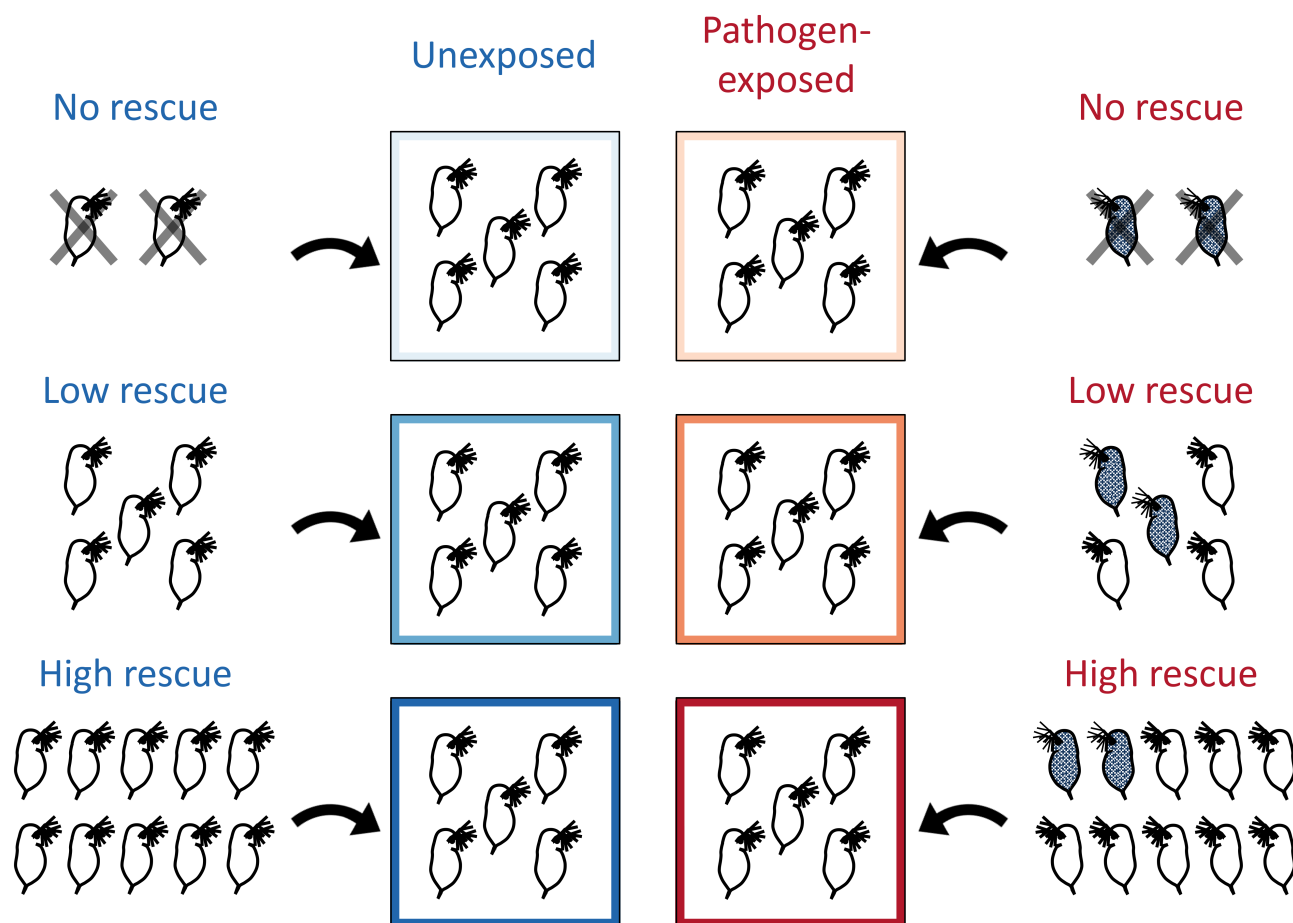 Unexposed
Pathogen-
exposed
No rescue
No rescue
Low rescue
Low rescue
High rescue
High rescue